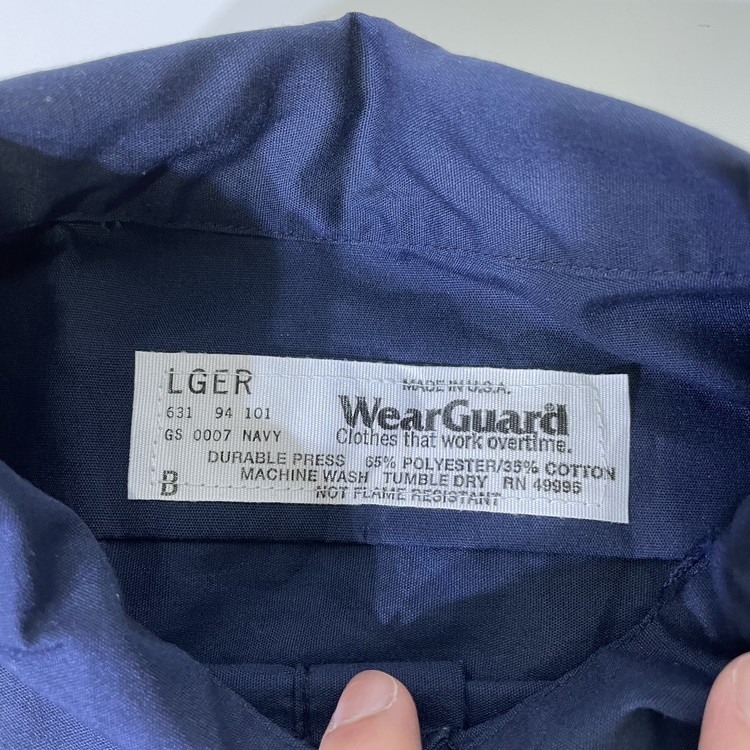 LGER
631 94 101
GS 0007 NAVY
B
MADE IN U.S.A.
WearGuard
Clothes that work overtime.
DURABLE PRESS 65% POLYESTER/35% COTTON
MACHINE WASH TUMBLE DRY RN 49995
NOT FLAME RESISTANT